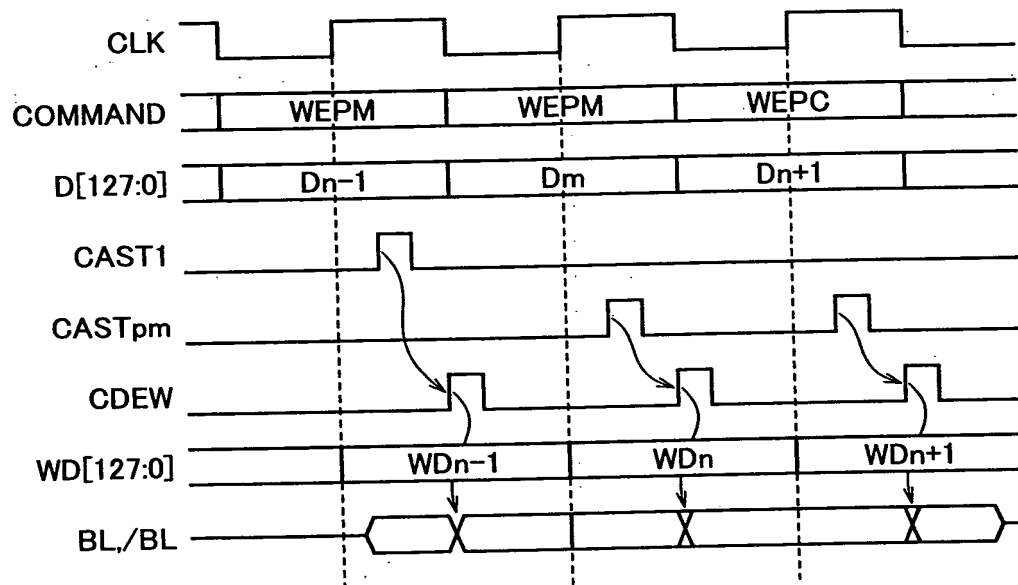 CLK
COMMAND WEPM WEPM WEPC
D[127:0] Dn-1 Dm Dn+1
CAST1
CASTpm
CDEW
WD[127:0] WDn-1 WDn WDn+1
BL,/BL